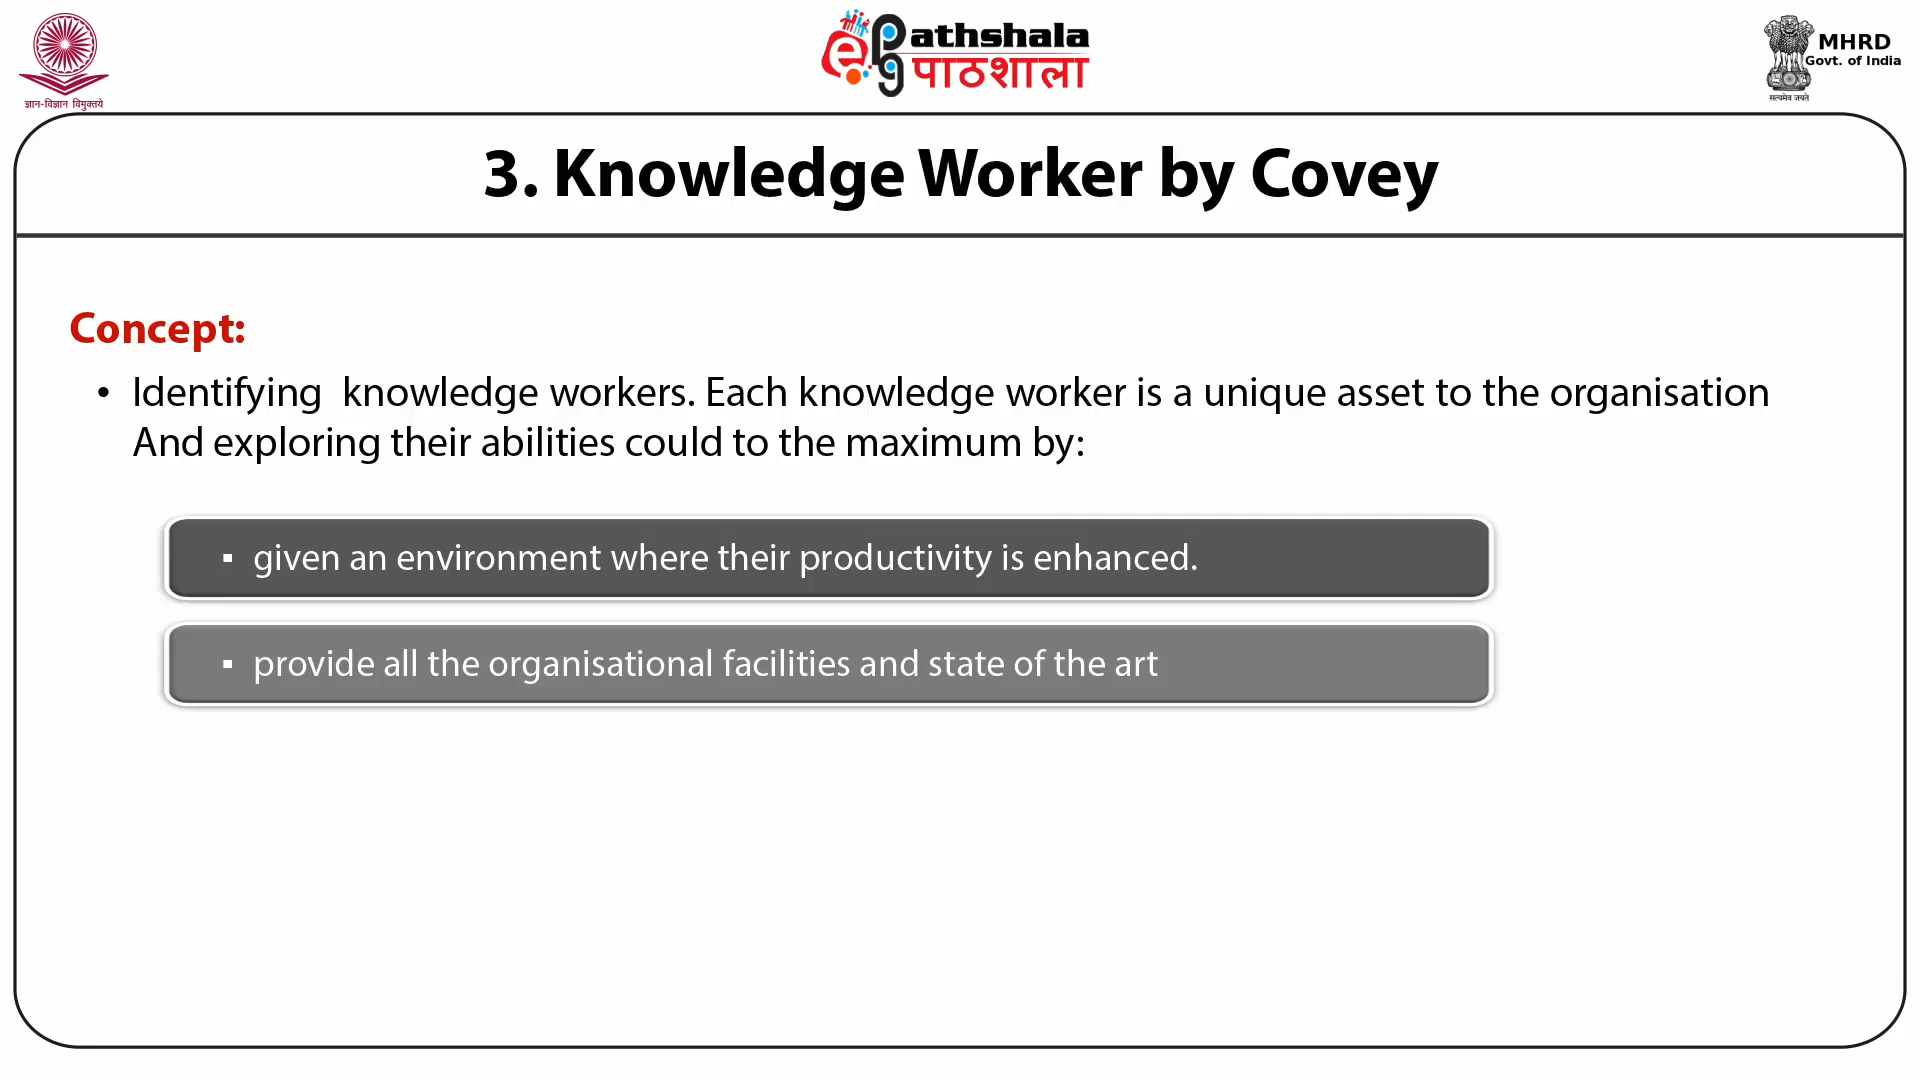 ज्ञान-विज्ञान विमुक्तये
e pg
athshala
पाठशाला
MHRD
Govt. of India
सत्यमेव जयते
3. Knowledge Worker by Covey
Concept:
• Identifying  knowledge workers. Each knowledge worker is a unique asset to the organisation
And exploring their abilities could to the maximum by:
▪ given an environment where their productivity is enhanced.
▪ provide all the organisational facilities and state of the art